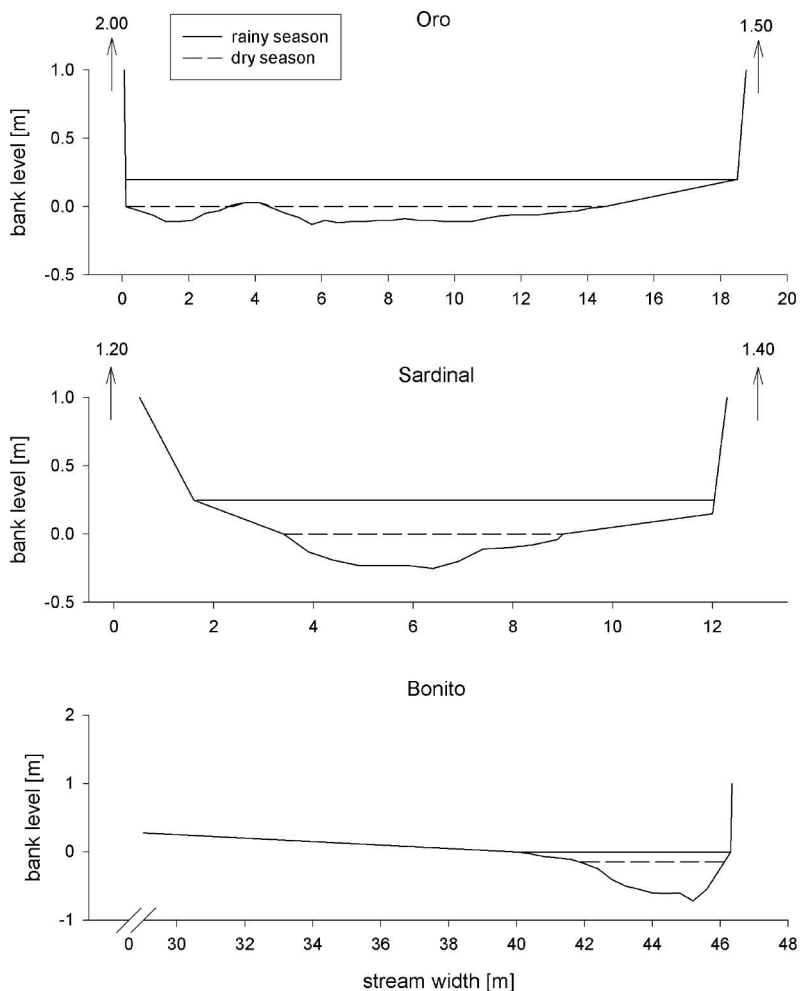 Oro
2.00
1.50
rainy season
dry season
bank level [m]
1.0
0.5
0.0
-0.5
0 2 4 6 8 10 12 14 16 18 20
Sardinal
1.20
1.40
bank level [m]
1.0
0.5
0.0
-0.5
0 2 4 6 8 10 12
Bonito
bank level [m]
2
1
0
-1
0 30 32 34 36 38 40 42 44 46 48
stream width [m]